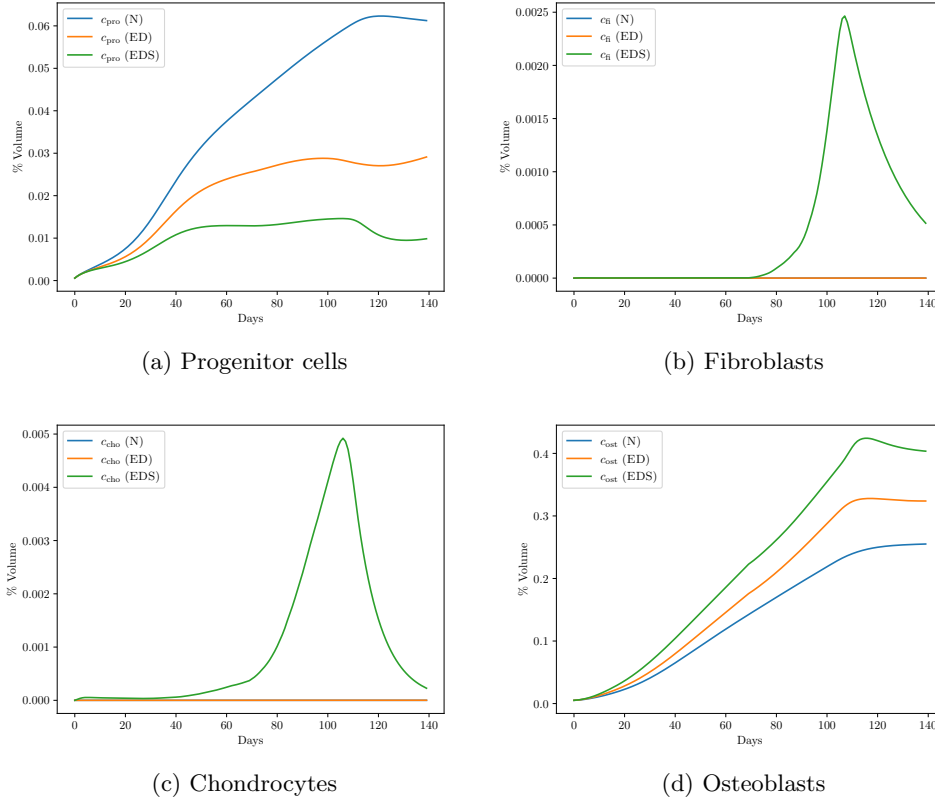 c_pro (N)
c_pro (ED)
c_pro (EDS)
% Volume
0.06
0.05
0.04
0.03
0.02
0.01
0.00
0 20 40 60 80 100 120 140
Days
(a) Progenitor cells
c_fi (N)
c_fi (ED)
c_fi (EDS)
% Volume
0.0025
0.0020
0.0015
0.0010
0.0005
0.0000
0 20 40 60 80 100 120 140
Days
(b) Fibroblasts
c_cho (N)
c_cho (ED)
c_cho (EDS)
% Volume
0.005
0.004
0.003
0.002
0.001
0.000
0 20 40 60 80 100 120 140
Days
(c) Chondrocytes
c_ost (N)
c_ost (ED)
c_ost (EDS)
% Volume
0.4
0.3
0.2
0.1
0.0
0 20 40 60 80 100 120 140
Days
(d) Osteoblasts